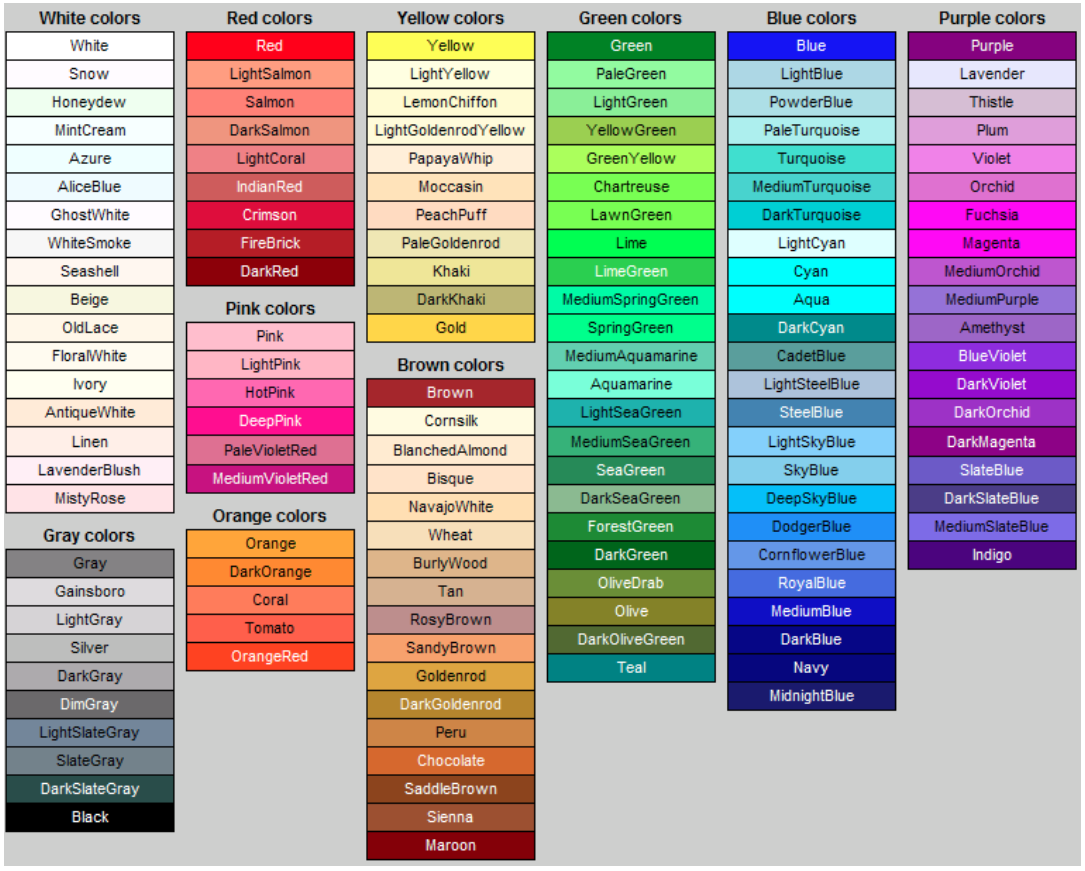 White colors
White
Snow
Honeydew
MintCream
Azure
AliceBlue
GhostWhite
WhiteSmoke
Seashell
Beige
OldLace
FloralWhite
Ivory
AntiqueWhite
Linen
LavenderBlush
MistyRose
Gray colors
Gray
Gainsboro
LightGray
Silver
DarkGray
DimGray
LightSlateGray
SlateGray
DarkSlateGray
Black
Red colors
Red
LightSalmon
Salmon
DarkSalmon
LightCoral
IndianRed
Crimson
FireBrick
DarkRed
Pink colors
Pink
LightPink
HotPink
DeepPink
PaleVioletRed
MediumVioletRed
Orange colors
Orange
DarkOrange
Coral
Tomato
OrangeRed
Yellow colors
Yellow
LightYellow
LemonChiffon
LightGoldenrodYellow
PapayaWhip
Moccasin
PeachPuff
PaleGoldenrod
Khaki
DarkKhaki
Gold
Brown colors
Brown
Cornsilk
BlanchedAlmond
Bisque
NavajoWhite
Wheat
BurlyWood
Tan
RosyBrown
SandyBrown
Goldenrod
DarkGoldenrod
Peru
Chocolate
SaddleBrown
Sienna
Maroon
Green colors
Green
PaleGreen
LightGreen
YellowGreen
GreenYellow
Chartreuse
LawnGreen
Lime
LimeGreen
MediumSpringGreen
SpringGreen
MediumAquamarine
Aquamarine
LightSeaGreen
MediumSeaGreen
SeaGreen
DarkSeaGreen
ForestGreen
DarkGreen
OliveDrab
Olive
DarkOliveGreen
Teal
Blue colors
Blue
LightBlue
PowderBlue
PaleTurquoise
Turquoise
MediumTurquoise
DarkTurquoise
LightCyan
Cyan
Aqua
DarkCyan
CadetBlue
LightSteelBlue
SteelBlue
LightSkyBlue
SkyBlue
DeepSkyBlue
DodgerBlue
CornflowerBlue
RoyalBlue
MediumBlue
DarkBlue
Navy
MidnightBlue
Purple colors
Purple
Lavender
Thistle
Plum
Violet
Orchid
Fuchsia
Magenta
MediumOrchid
MediumPurple
Amethyst
BlueViolet
DarkViolet
DarkOrchid
DarkMagenta
SlateBlue
DarkSlateBlue
MediumSlateBlue
Indigo